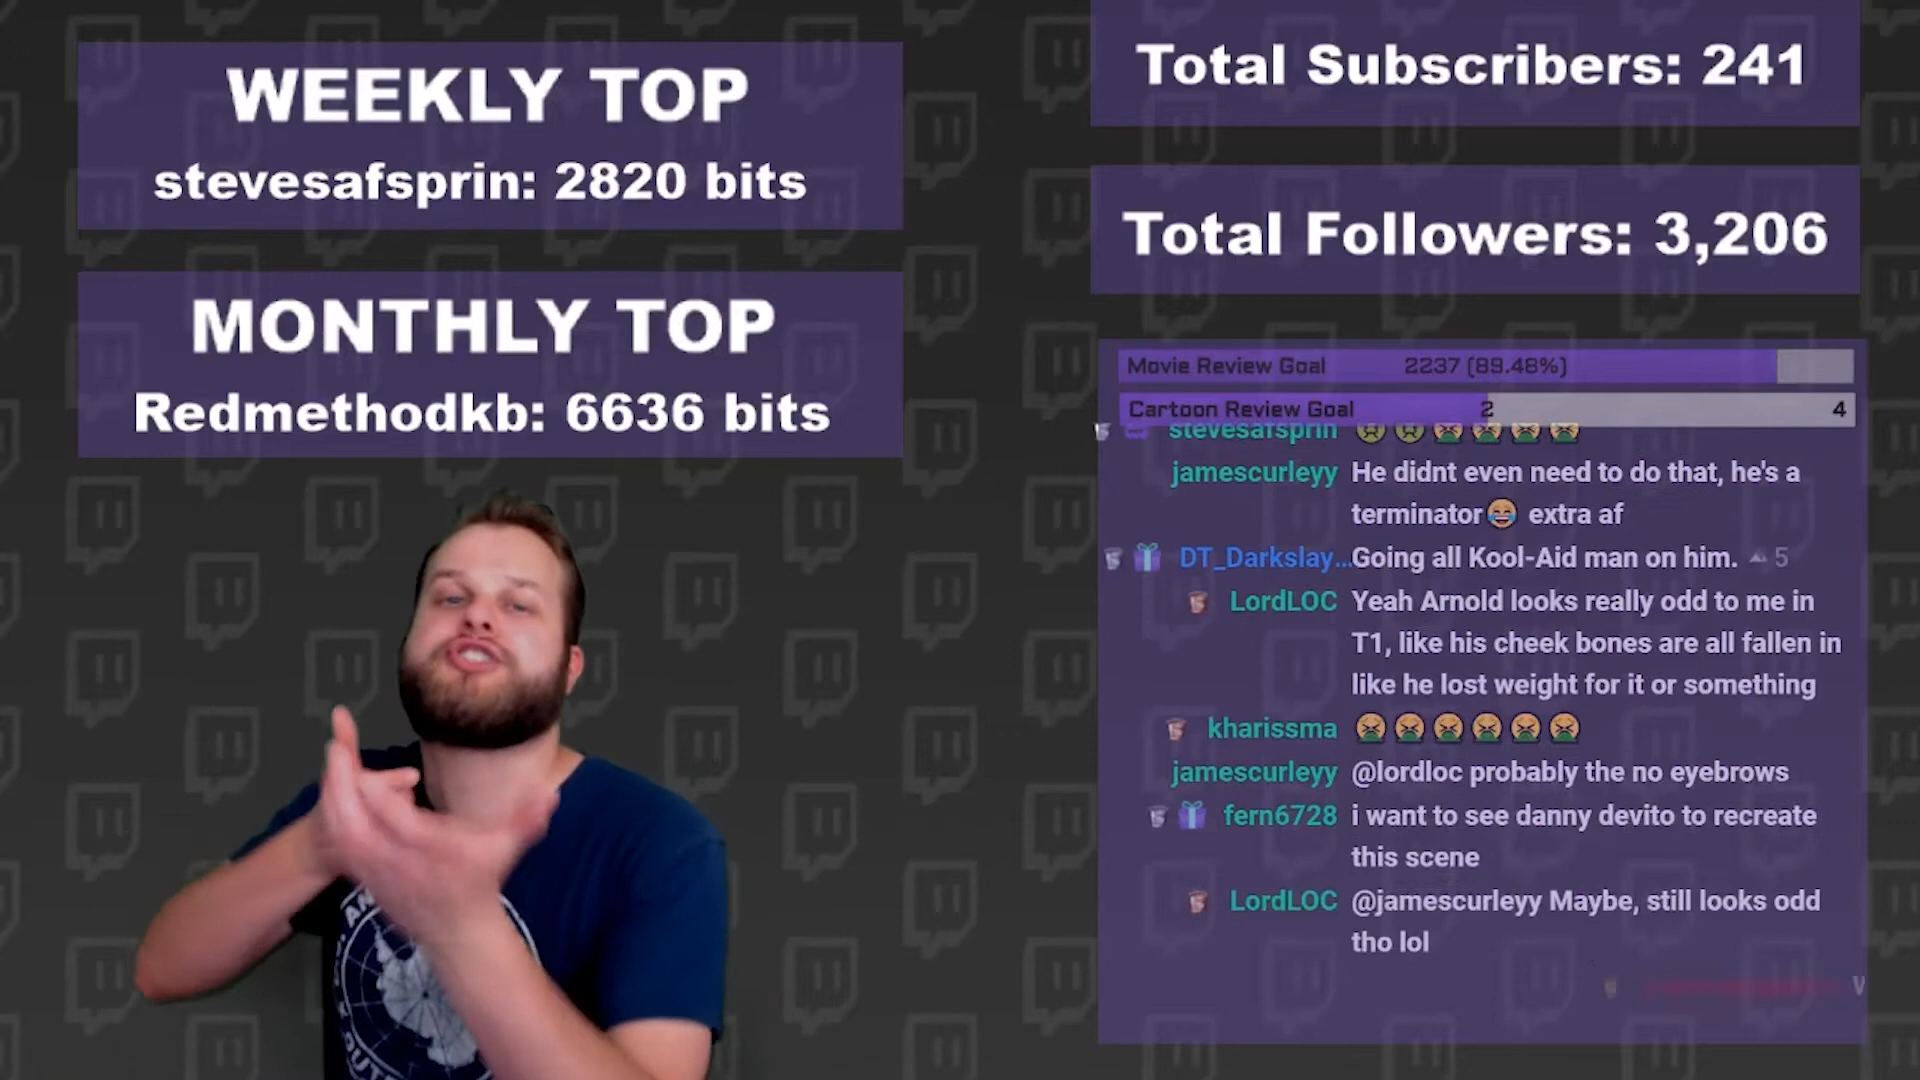 WEEKLY TOP
stevesafsprin: 2820 bits
MONTHLY TOP
Redmethodkb: 6636 bits
Total Subscribers: 241
Total Followers: 3,206
Movie Review Goal 2237 (89.48%)
Cartoon Review Goal 2 4
stevesafsprin 🤢🤢🤮🤮🤮🤮
jamescurleyy He didnt even need to do that, he's a
terminator😂 extra af
DT_Darkslay... Going all Kool-Aid man on him. 5
LordLOC Yeah Arnold looks really odd to me in
T1, like his cheek bones are all fallen in
like he lost weight for it or something
kharissma 🤮🤮🤮🤮🤮🤮
jamescurleyy @lordloc probably the no eyebrows
fern6728 i want to see danny devito to recreate
this scene
LordLOC @jamescurleyy Maybe, still looks odd
tho lol